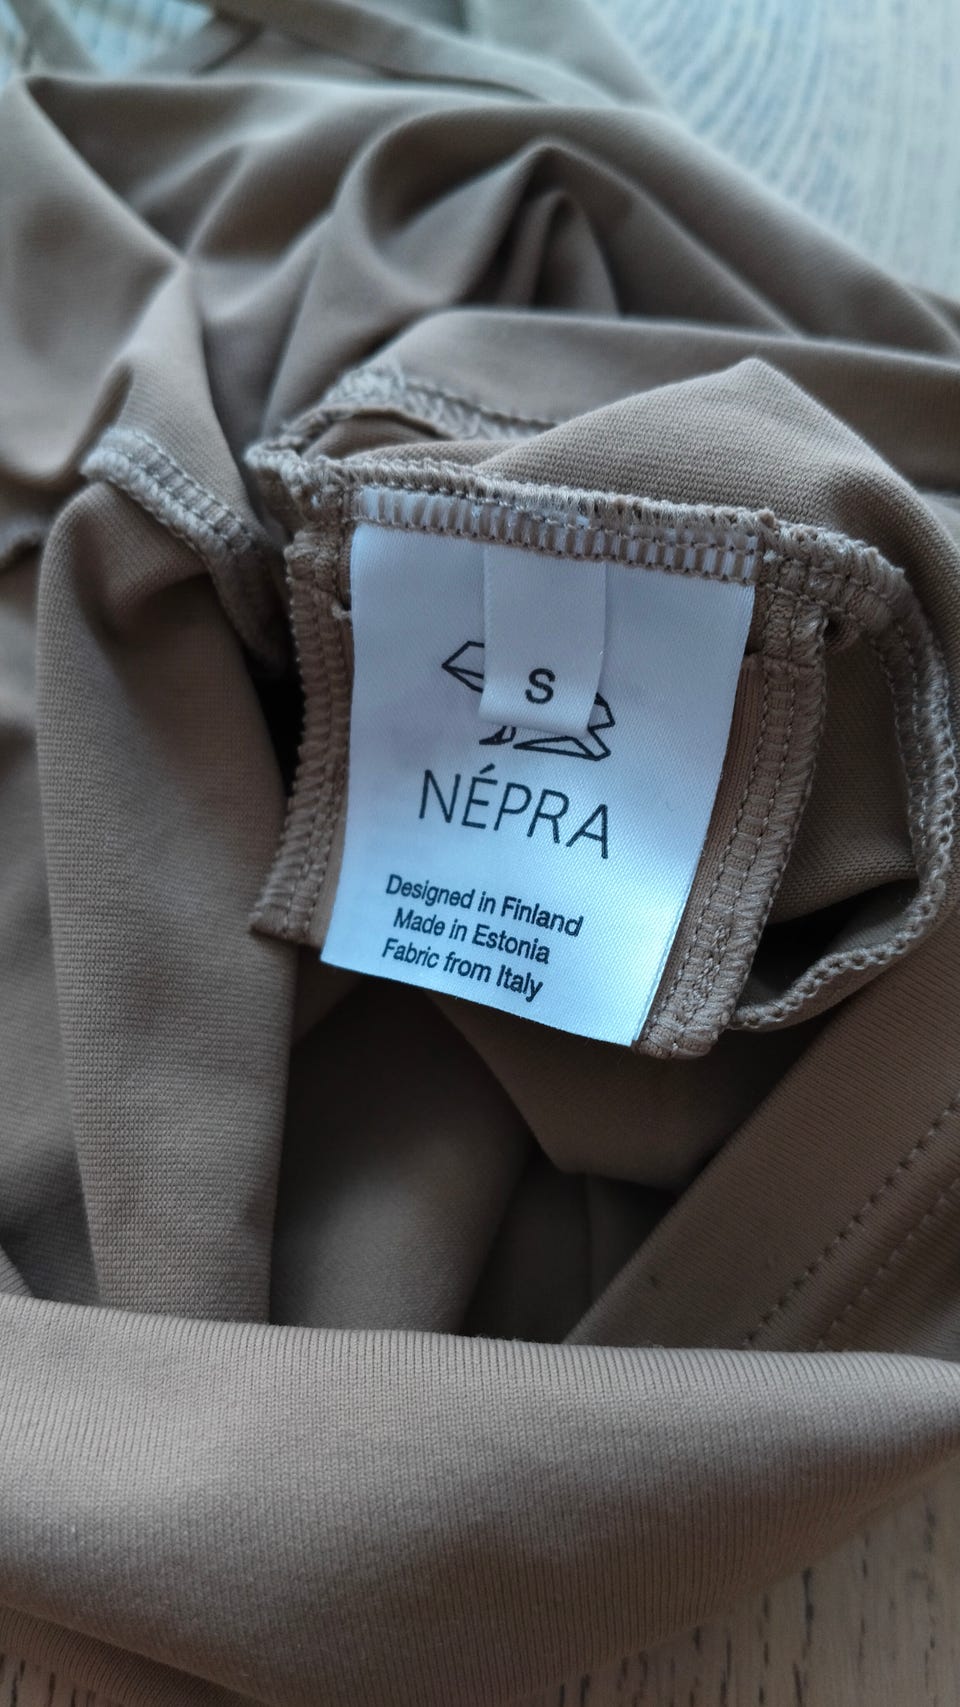 S
NÉPRA
Designed in Finland
Made in Estonia
Fabric from Italy